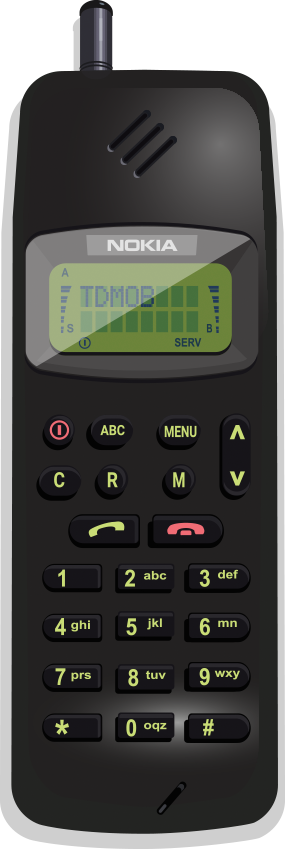 NOKIA
A
TDMOB
S B
SERV
ABC MENU
C R M
1 2 abc 3 def
4 ghi 5 jkl 6 mn
7 prs 8 tuv 9 wxy
* 0 oqz #